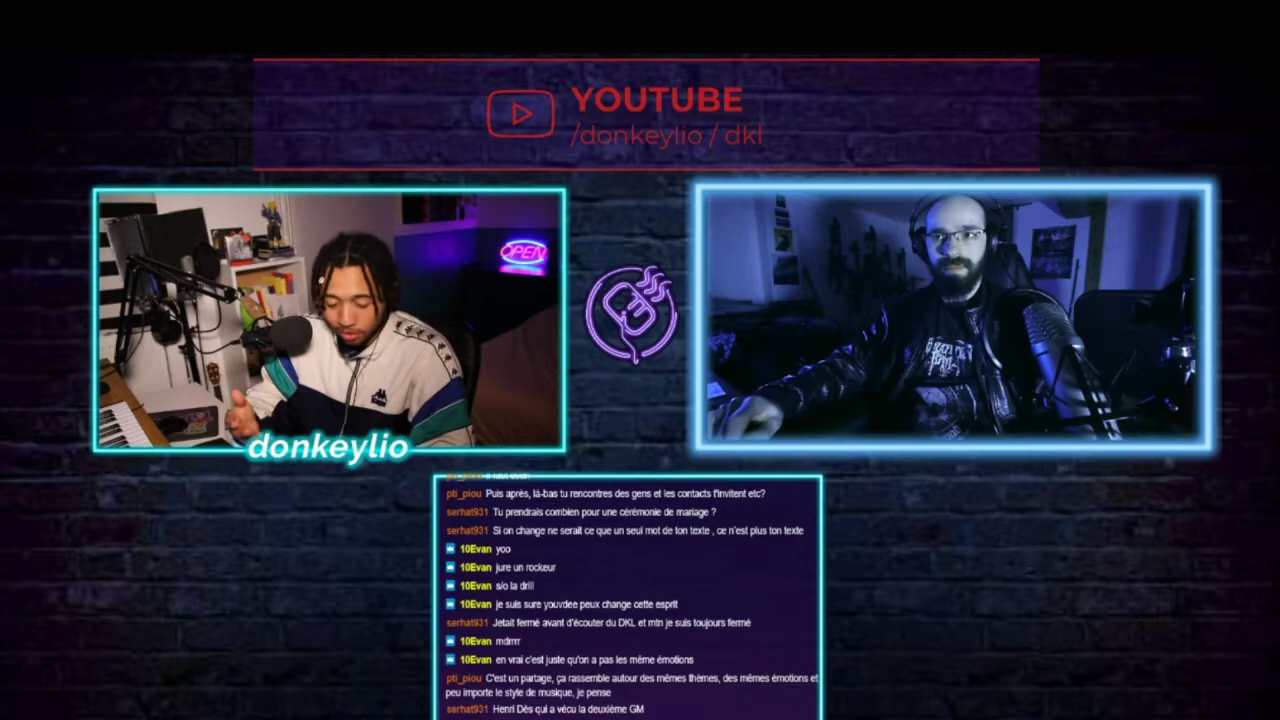 YOUTUBE
/donkeylio / dkl
OPEN
donkeylio
pti_piou Puis après, là-bas tu rencontres des gens et les contacts t'invitent etc?
serhat931 Tu prendrais combien pour une cérémonie de mariage ?
serhat931 Si on change ne serait ce que un seul mot de ton texte , ce n'est plus ton texte
10Evan yoo
10Evan jure un rockeur
10Evan s/o la drill
10Evan je suis sure youvdee peux change cette esprit
serhat931 Jetait fermé avant d'écouter du DKL et mtn je suis toujours fermé
10Evan mdrrrr
10Evan en vrai c'est juste qu'on a pas les même émotions
pti_piou C'est un partage, ça rassemble autour des mêmes thèmes, des mêmes émotions et
peu importe le style de musique, je pense
serhat931 Henri Dès qui a vécu la deuxième GM